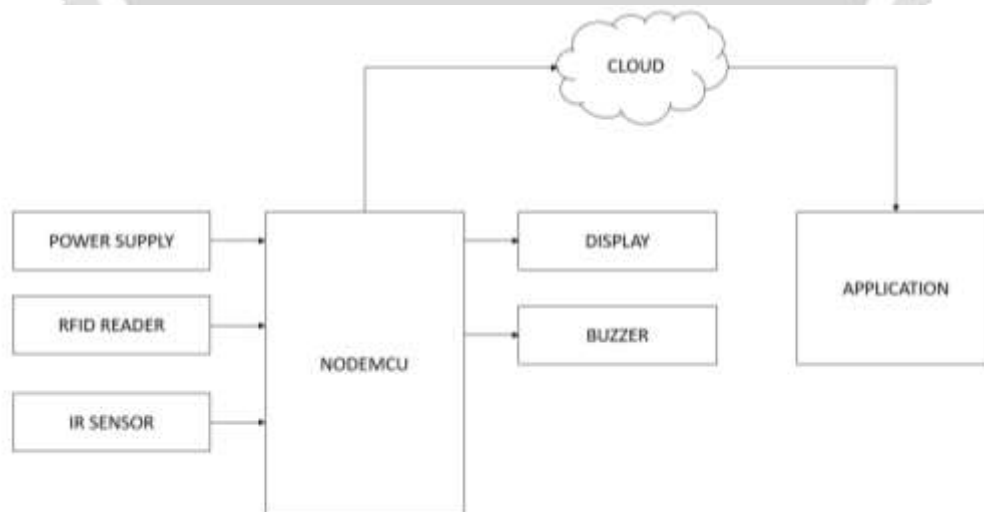 CLOUD
POWER SUPPLY
DISPLAY
RFID READER
BUZZER
APPLICATION
NODEMCU
IR SENSOR